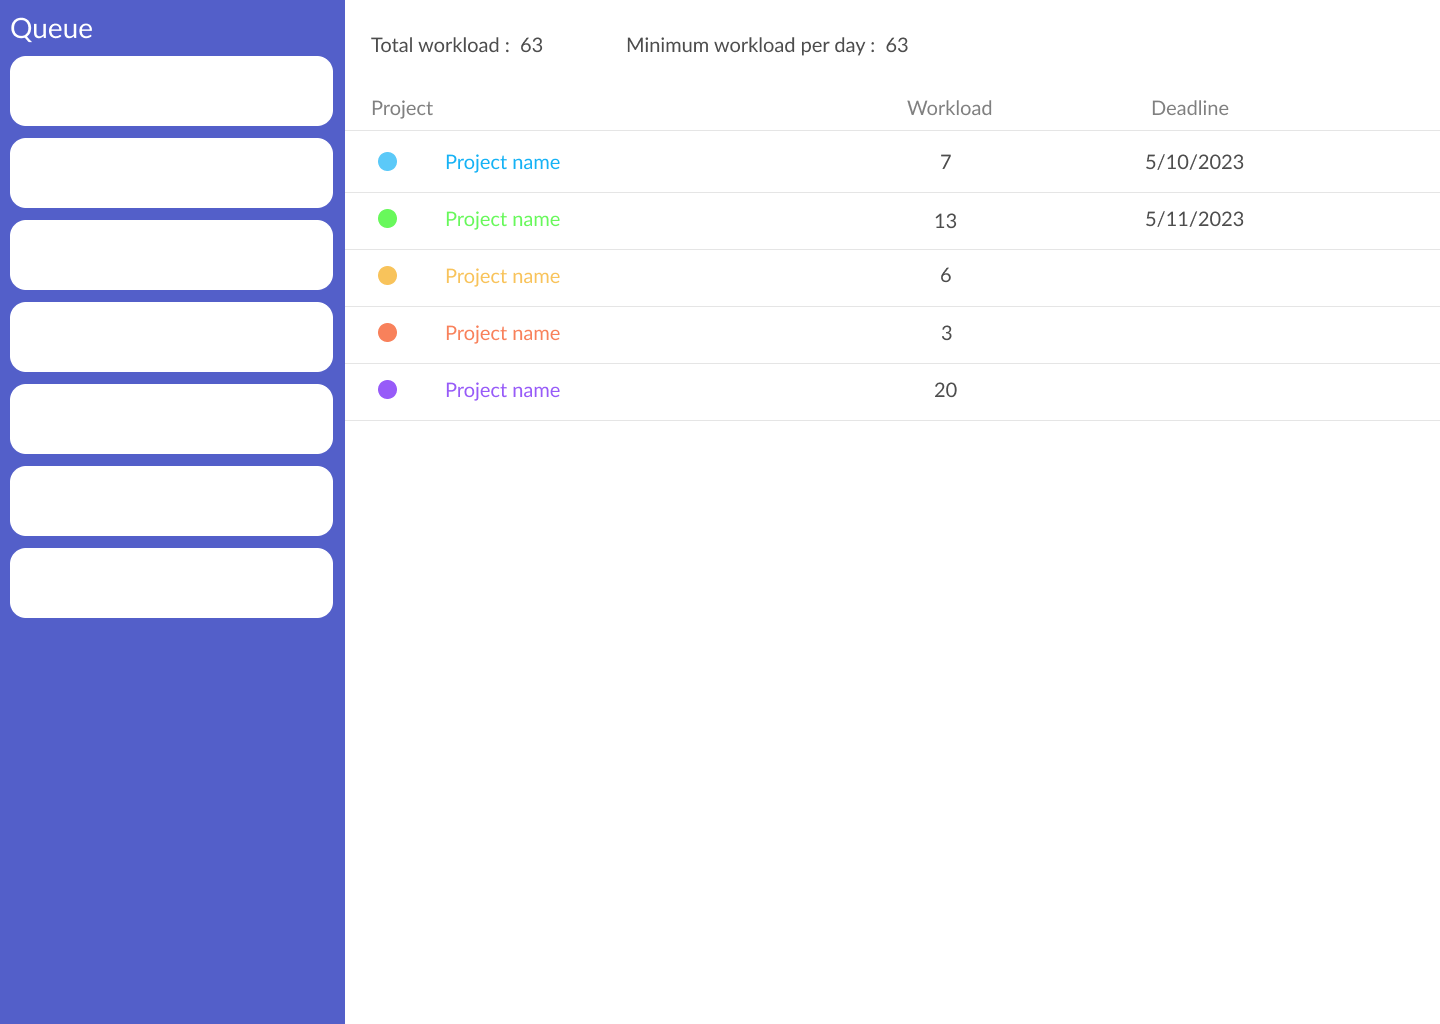 Queue
Total workload : 63 Minimum workload per day : 63
Project Workload Deadline
Project name 7 5/10/2023
Project name 13 5/11/2023
Project name 6
Project name 3
Project name 20